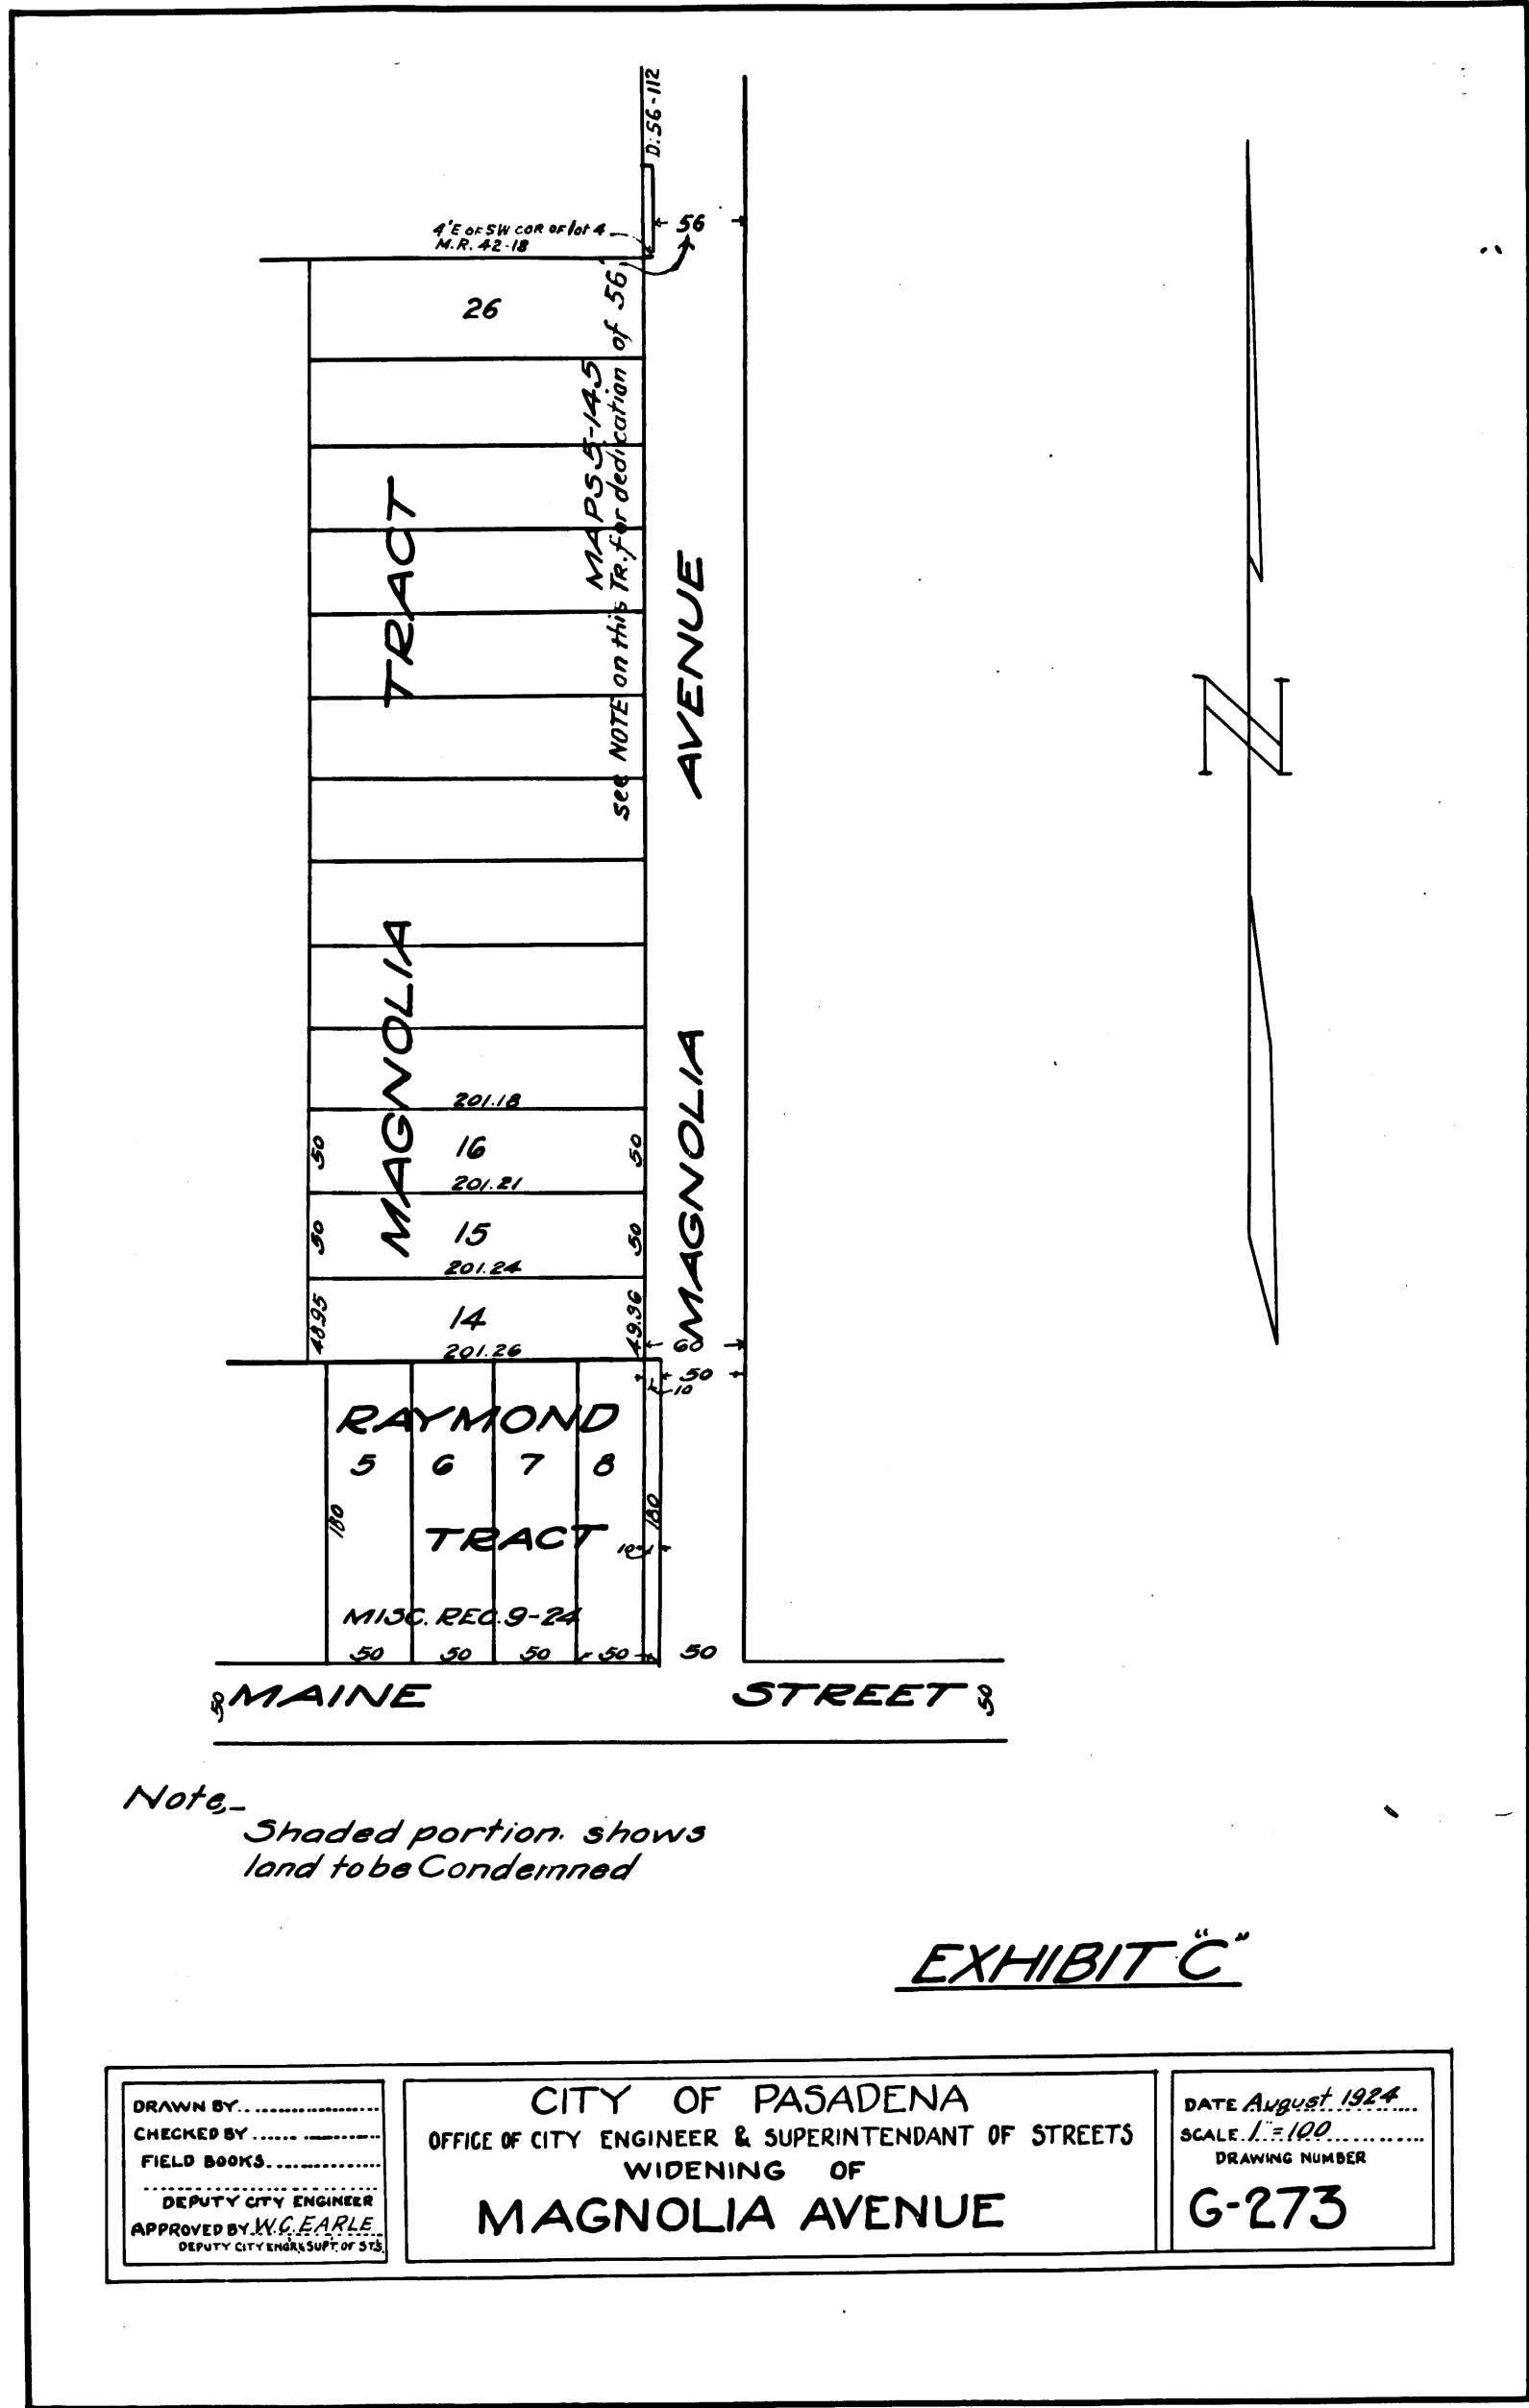 D:56-112
56
4'E OF SW COR OF lot 4
M.R. 42-18
26
MAPS 5-145
see NOTE on this TR. for dedication of 56'
MAGNOLIA TRACT
MAGNOLIA AVENUE
201.18
50 16 50
201.21
50 15 50
201.24
48.95 14 49.96
201.26
60
50
10
RAYMOND
5 6 7 8
180 180
TRACT
10
MISC. REC. 9-24
50 50 50 50 50
50 MAINE STREET 50
N
Note,-
Shaded portion. shows
land to be Condemned
EXHIBIT "C"
DRAWN BY
CHECKED BY
FIELD BOOKS
DEPUTY CITY ENGINEER
APPROVED BY W.C. EARLE
DEPUTY CITY ENGR & SUPT. OF STS.
CITY OF PASADENA
OFFICE OF CITY ENGINEER & SUPERINTENDANT OF STREETS
WIDENING OF
MAGNOLIA AVENUE
DATE August 1924
SCALE 1"=100
DRAWING NUMBER
G-273